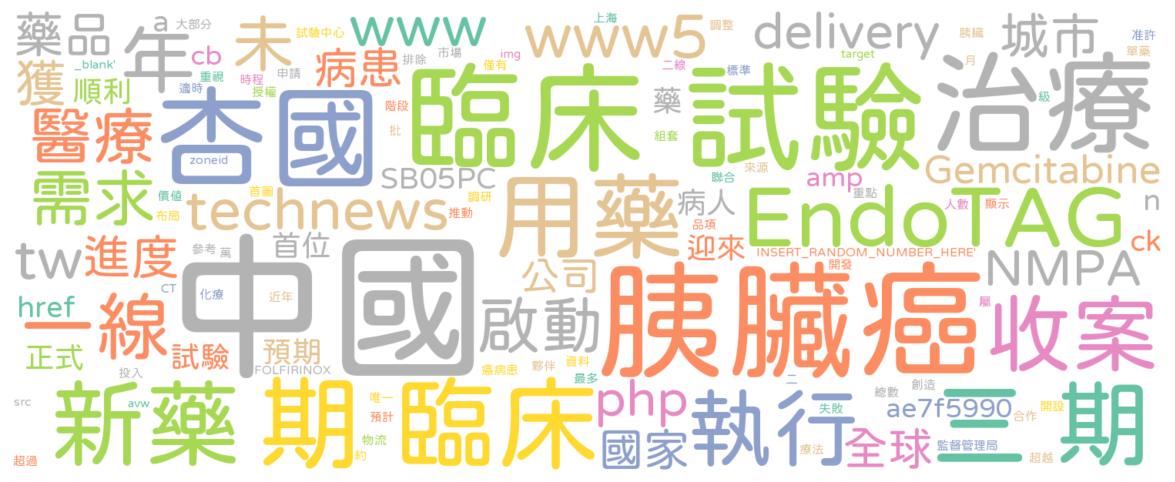 藥品
a
大部分
試驗中心
www
上海
www5
調整
delivery
胰臟
城市
准許
_blank'
年
cb
未
排除
市場
僅有
img
二線
標準
target
月
單藥
獲
順利
重視
適時
時程
授權
申請
病患
臨床試驗
藥
級
治療
醫療
杏國
zoneid
階段
批
組套
聯合
來源
Gemcitabine
需求
價值
布局
首圖
SB05PC
調研
推動
technews
用藥
病人
品項
amp
重點
EndoTAG
人數
顯示
n
ck
tw
進度
參考
萬
首位
中國
公司
迎來
INSERT_RANDOM_NUMBER_HERE'
開發
NMPA
屬
href
CT
化療
近年
一線
啟動
胰臟癌
收案
正式
試驗
預期
FOLFIRINOX
投入
癌病患
夥伴
資料
最多
二
總數
創造
src
avw
新藥
期
唯一
預計
臨床
php
失敗
ae7f5990
合作
開設
三期
超過
物流
約
國家
執行
療法
全球
監督管理局
超越